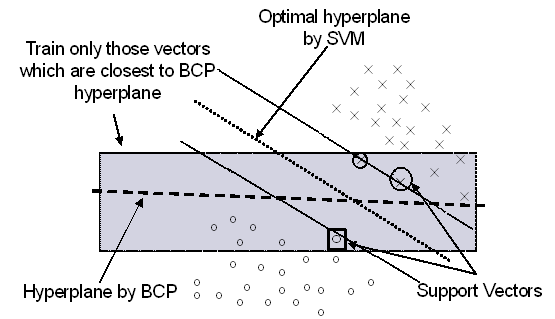 Optimal hyperplane
by SVM
Train only those vectors
which are closest to BCP
hyperplane
Hyperplane by BCP
Support Vectors